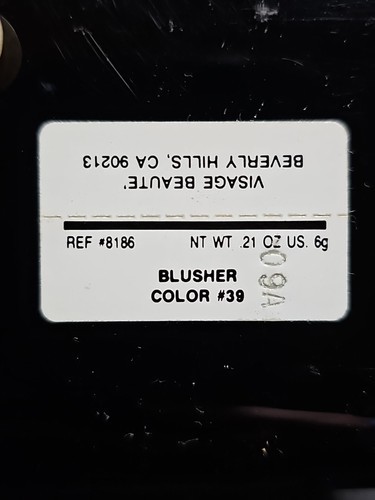 VISAGE BEAUTE'
BEVERLY HILLS, CA 90213
REF #8186 NT WT .21 OZ US. 6g
BLUSHER
COLOR #39
09A